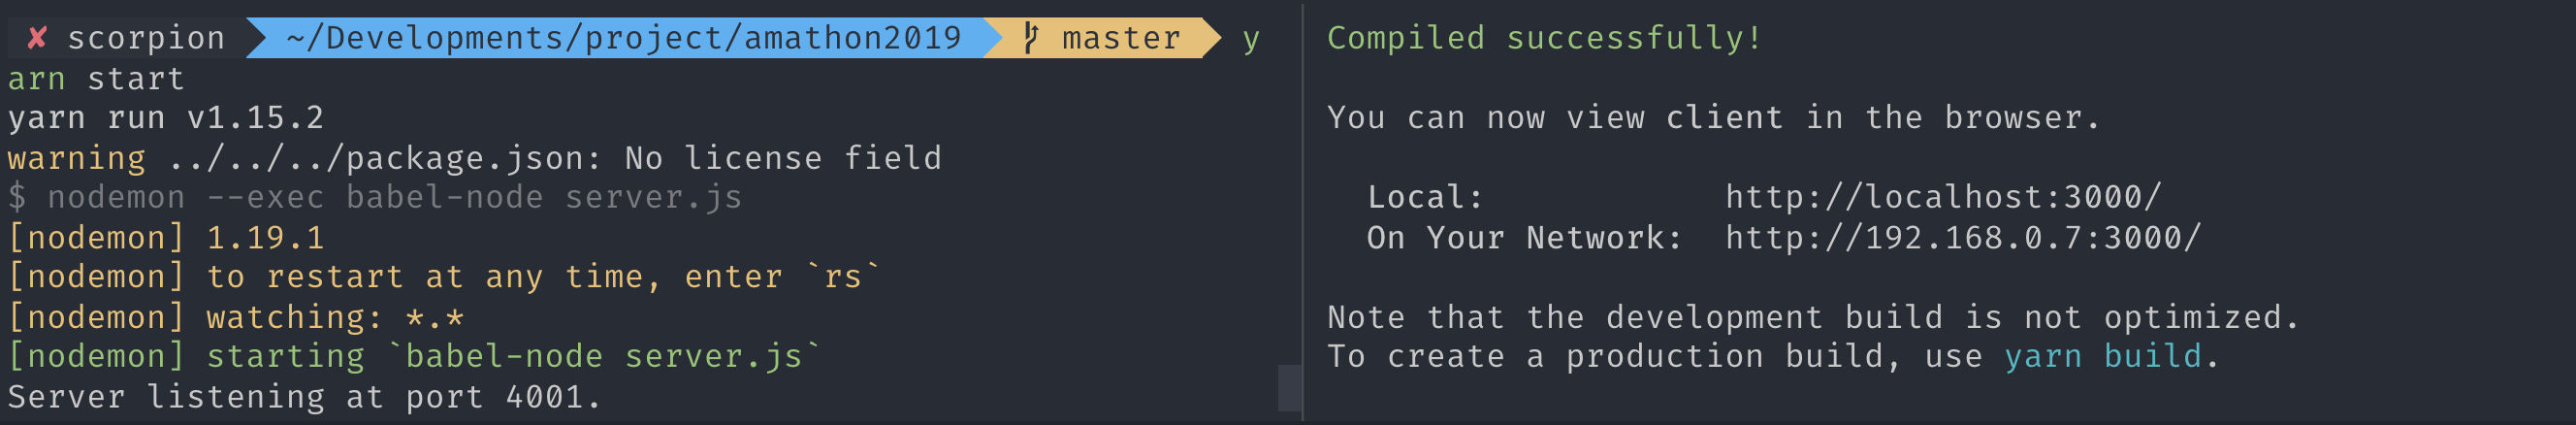 ✘ scorpion ~/Developments/project/amathon2019 master y
arn start
yarn run v1.15.2
warning ../../../package.json: No license field
$ nodemon --exec babel-node server.js
[nodemon] 1.19.1
[nodemon] to restart at any time, enter `rs`
[nodemon] watching: *.*
[nodemon] starting `babel-node server.js`
Server listening at port 4001.
Compiled successfully!
You can now view client in the browser.
Local: http://localhost:3000/
On Your Network: http://192.168.0.7:3000/
Note that the development build is not optimized.
To create a production build, use yarn build.